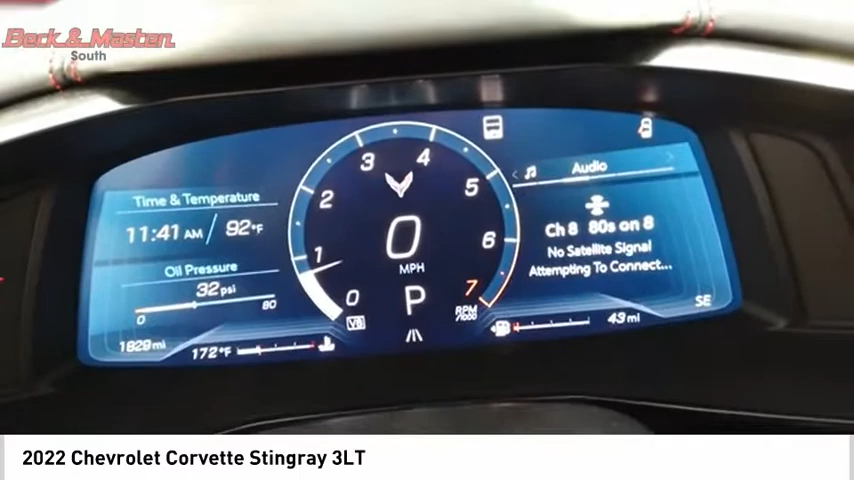 Beck & Masten
South
Time & Temperature
11:41 AM / 92°F
Oil Pressure
32 psi
0 80
1829 mi
172°F
0 1 2 3 4 5 6 7
0
MPH
P
V8
RPM
/1000
Audio
Ch 8 80s on 8
No Satellite Signal
Attempting To Connect...
43 mi
SE
2022 Chevrolet Corvette Stingray 3LT